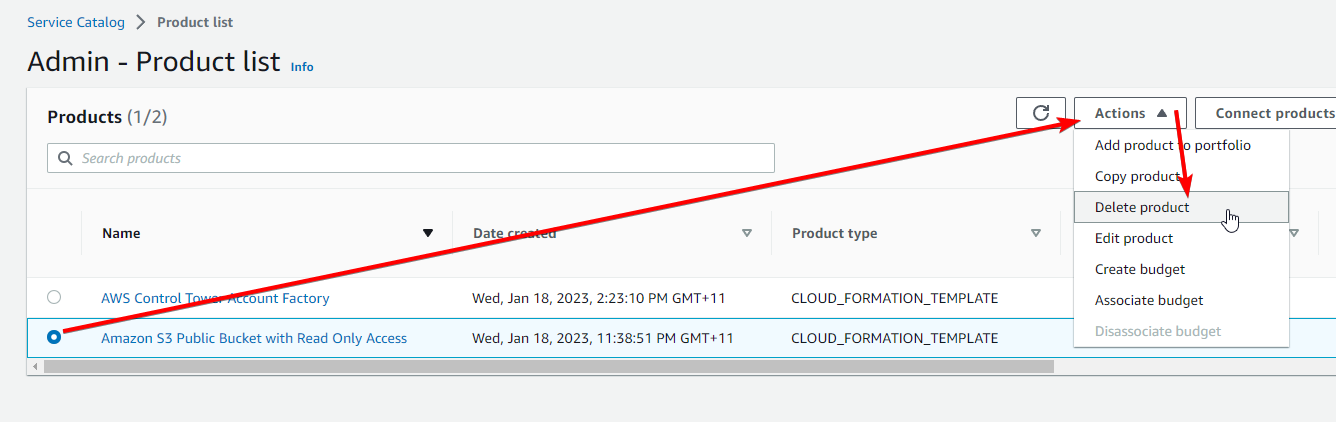 Service Catalog > Product list
Admin - Product list Info
Products (1/2)
Actions
Connect products
Search products
Add product to portfolio
Copy product
Delete product
Edit product
Create budget
Associate budget
Disassociate budget
Name
Date created
Product type
AWS Control Tower Account Factory
Wed, Jan 18, 2023, 2:23:10 PM GMT+11
CLOUD_FORMATION_TEMPLATE
Amazon S3 Public Bucket with Read Only Access
Wed, Jan 18, 2023, 11:38:51 PM GMT+11
CLOUD_FORMATION_TEMPLATE